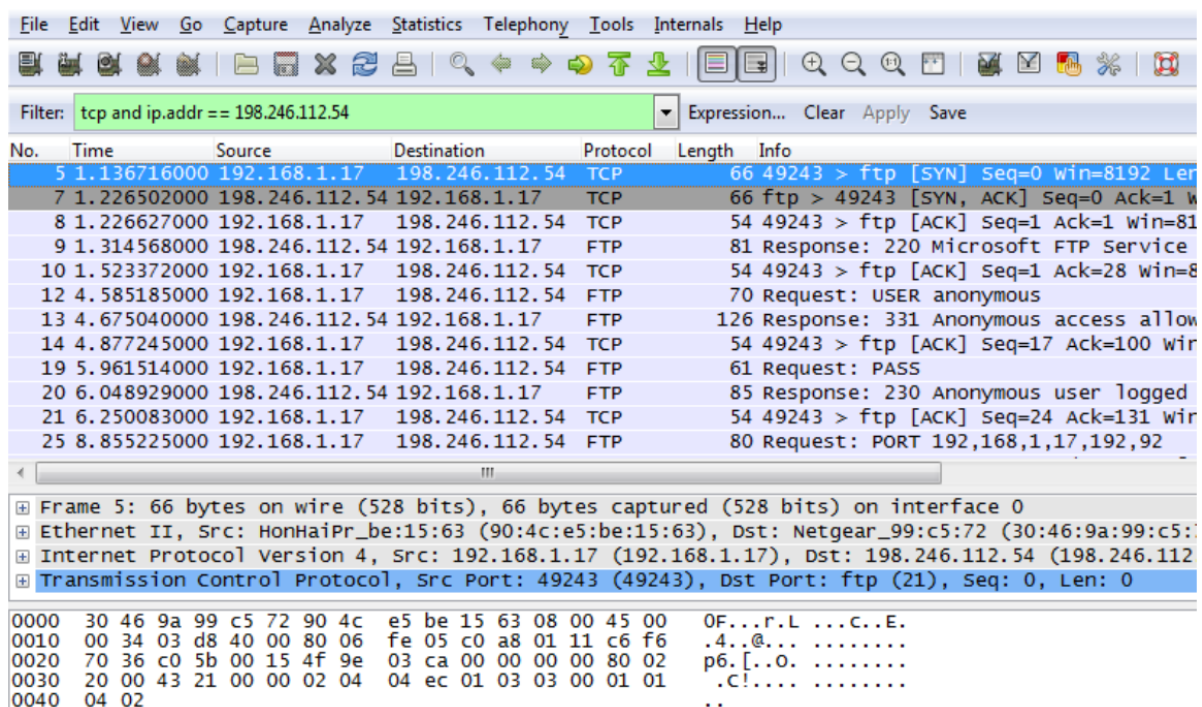 File Edit View Go Capture Analyze Statistics Telephony Tools Internals Help
Filter: tcp and ip.addr == 198.246.112.54 Expression... Clear Apply Save
No. Time Source Destination Protocol Length Info
5 1.136716000 192.168.1.17 198.246.112.54 TCP 66 49243 > ftp [SYN] Seq=0 Win=8192 Len
7 1.226502000 198.246.112.54 192.168.1.17 TCP 66 ftp > 49243 [SYN, ACK] Seq=0 Ack=1 W
8 1.226627000 192.168.1.17 198.246.112.54 TCP 54 49243 > ftp [ACK] Seq=1 Ack=1 Win=81
9 1.314568000 198.246.112.54 192.168.1.17 FTP 81 Response: 220 Microsoft FTP Service
10 1.523372000 192.168.1.17 198.246.112.54 TCP 54 49243 > ftp [ACK] Seq=1 Ack=28 Win=8
12 4.585185000 192.168.1.17 198.246.112.54 FTP 70 Request: USER anonymous
13 4.675040000 198.246.112.54 192.168.1.17 FTP 126 Response: 331 Anonymous access allow
14 4.877245000 192.168.1.17 198.246.112.54 TCP 54 49243 > ftp [ACK] Seq=17 Ack=100 Win
19 5.961514000 192.168.1.17 198.246.112.54 FTP 61 Request: PASS
20 6.048929000 198.246.112.54 192.168.1.17 FTP 85 Response: 230 Anonymous user logged
21 6.250083000 192.168.1.17 198.246.112.54 TCP 54 49243 > ftp [ACK] Seq=24 Ack=131 Win
25 8.855225000 192.168.1.17 198.246.112.54 FTP 80 Request: PORT 192,168,1,17,192,92
Frame 5: 66 bytes on wire (528 bits), 66 bytes captured (528 bits) on interface 0
Ethernet II, Src: HonHaiPr_be:15:63 (90:4c:e5:be:15:63), Dst: Netgear_99:c5:72 (30:46:9a:99:c5:
Internet Protocol Version 4, Src: 192.168.1.17 (192.168.1.17), Dst: 198.246.112.54 (198.246.112
Transmission Control Protocol, Src Port: 49243 (49243), Dst Port: ftp (21), Seq: 0, Len: 0
0000 30 46 9a 99 c5 72 90 4c e5 be 15 63 08 00 45 00 0F...r.L ...c..E.
0010 00 34 03 d8 40 00 80 06 fe 05 c0 a8 01 11 c6 f6 .4..@... ........
0020 70 36 c0 5b 00 15 4f 9e 03 ca 00 00 00 00 80 02 p6.[..O. ........
0030 20 00 43 21 00 00 02 04 04 ec 01 03 03 00 01 01 .C!.... ........
0040 04 02 ..